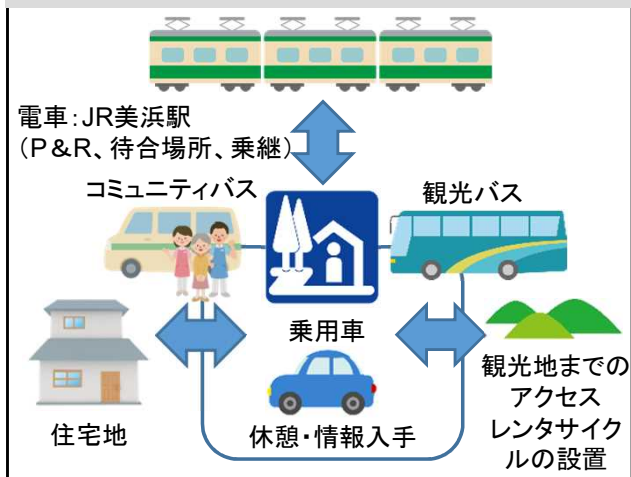 電車：JR美浜駅
（P＆R、待合場所、乗継）
コミュニティバス
観光バス
乗用車
住宅地
休憩・情報入手
観光地までの
アクセス
レンタサイク
ルの設置